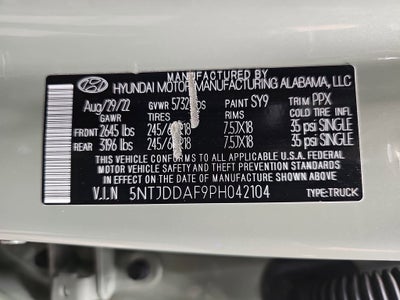 MANUFACTURED BY
HYUNDAI MOTOR MANUFACTURING ALABAMA, LLC
Aug/29/22 GVWR PAINT SY9 TRIM PPX
GAWR TIRES RIMS COLD TIRE INFL
FRONT 2645 lbs 7.5JX18 35 psi SINGLE
REAR 3196 lbs 7.5JX18 35 psi SINGLE
THIS VEHICLE CONFORMS TO ALL APPLICABLE U.S.A. FEDERAL
MOTOR VEHICLE SAFETY AND THEFT PREVENTION STANDARDS
IN EFFECT ON THE DATE OF MANUFACTURE SHOWN ABOVE.
V.I.N 5NTJDDAF9PH042104 TYPE:TRUCK